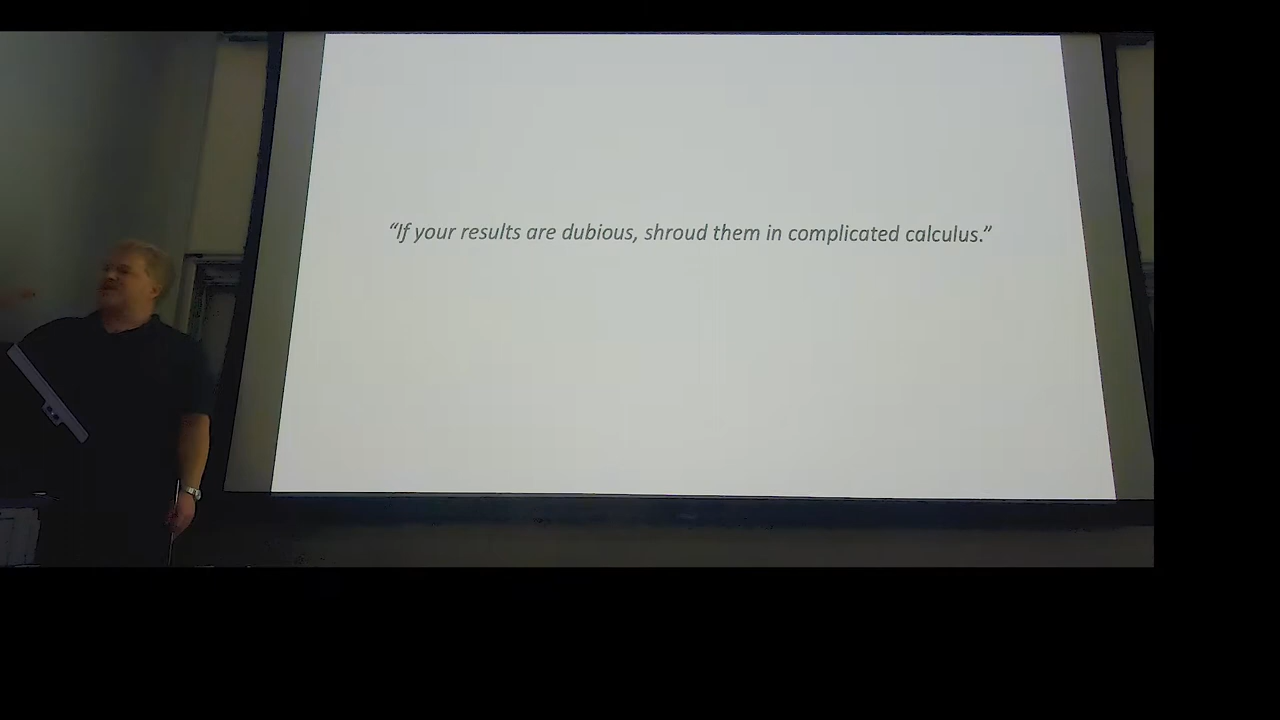 “If your results are dubious, shroud them in complicated calculus.”